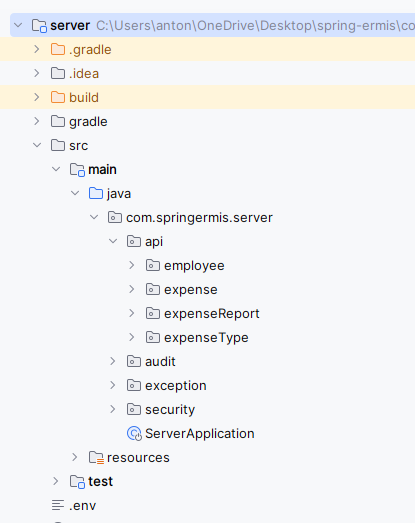 server C:\Users\anton\OneDrive\Desktop\spring-ermis\co
.gradle
.idea
build
gradle
src
main
java
com.springermis.server
api
employee
expense
expenseReport
expenseType
audit
exception
security
ServerApplication
resources
test
.env